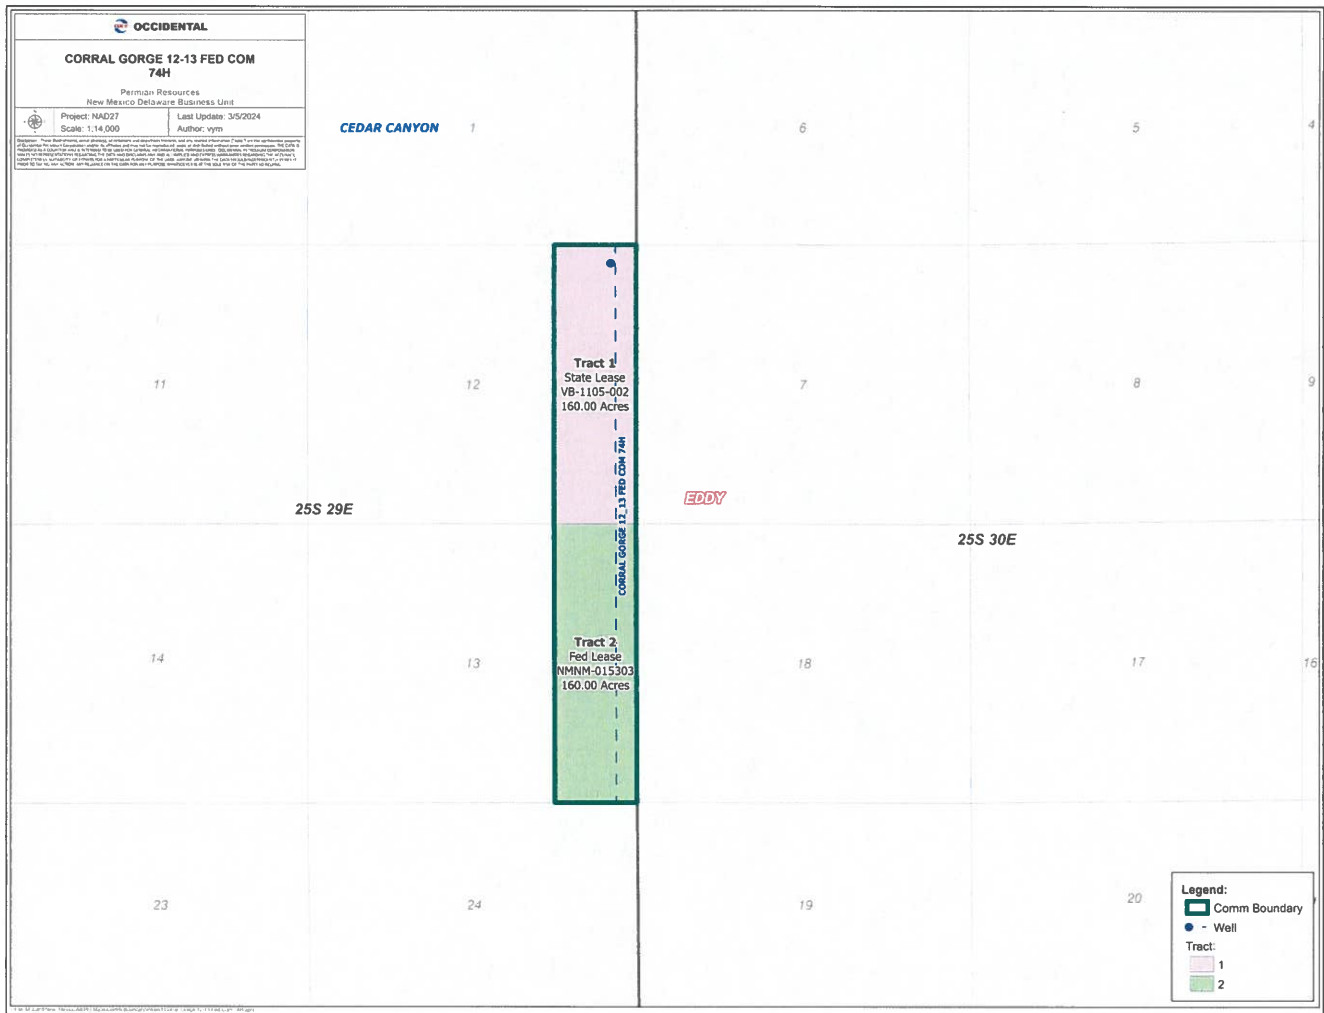 OCCIDENTAL
CORRAL GORGE 12-13 FED COM
74H
Permian Resources
New Mexico Delaware Business Unit
Project: NAD27
Last Update: 3/5/2024
Scale: 1:14,000
Author: vym
CEDAR CANYON
1
6
5
4
11
12
7
8
9
Tract 1
State Lease
VB-1105-002
160.00 Acres
CORRAL GORGE 12_13 FED COM 74H
EDDY
25S 29E
25S 30E
14
13
18
17
16
Tract 2
Fed Lease
NMNM-015303
160.00 Acres
23
24
19
20
Legend:
Comm Boundary
- Well
Tract:
1
2